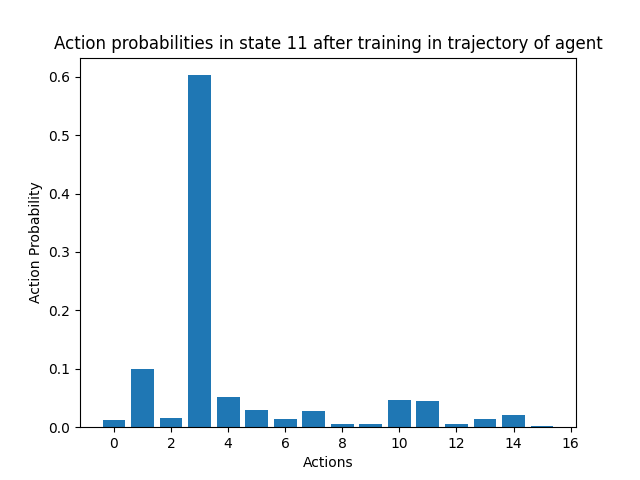 Action probabilities in state 11 after training in trajectory of agent
Action Probability
0.6
0.5
0.4
0.3
0.2
0.1
0.0
0 2 4 6 8 10 12 14 16
Actions